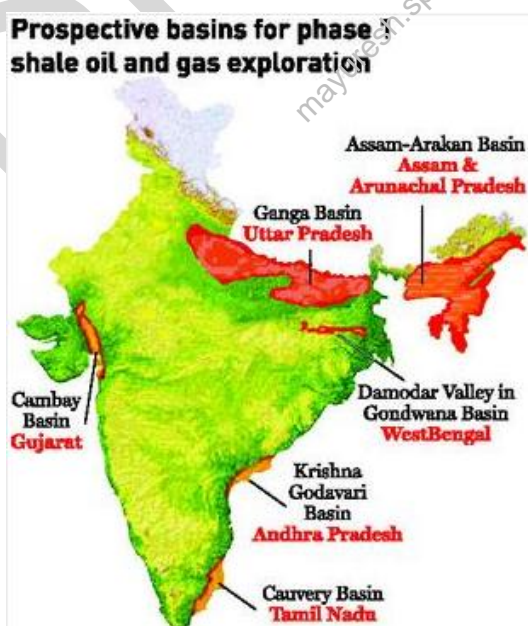 Prospective basins for phase I
shale oil and gas exploration
Assam-Arakan Basin
Assam &
Arunachal Pradesh
Ganga Basin
Uttar Pradesh
Cambay
Basin
Gujarat
Damodar Valley in
Gondwana Basin
WestBengal
Krishna
Godavari
Basin
Andhra Pradesh
Cauvery Basin
Tamil Nadu